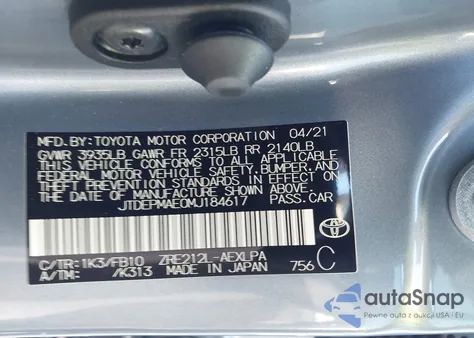 MFD.BY:TOYOTA MOTOR CORPORATION 04/21
GVWR 3935LB GAWR FR 2315LB RR 2140LB
THIS VEHICLE CONFORMS TO ALL APPLICABLE
FEDERAL MOTOR VEHICLE SAFETY,BUMPER,AND
THEFT PREVENTION STANDARDS IN EFFECT ON
THE DATE OF MANUFACTURE SHOWN ABOVE.
JTDEPMAE0MJ184617 PASS.CAR
C/TR:1K3/FB10 ZRE212L-AEXLPA
A/TM: /K313 MADE IN JAPAN 756 C
autoSnap
Pewne auta z aukcji USA i EU